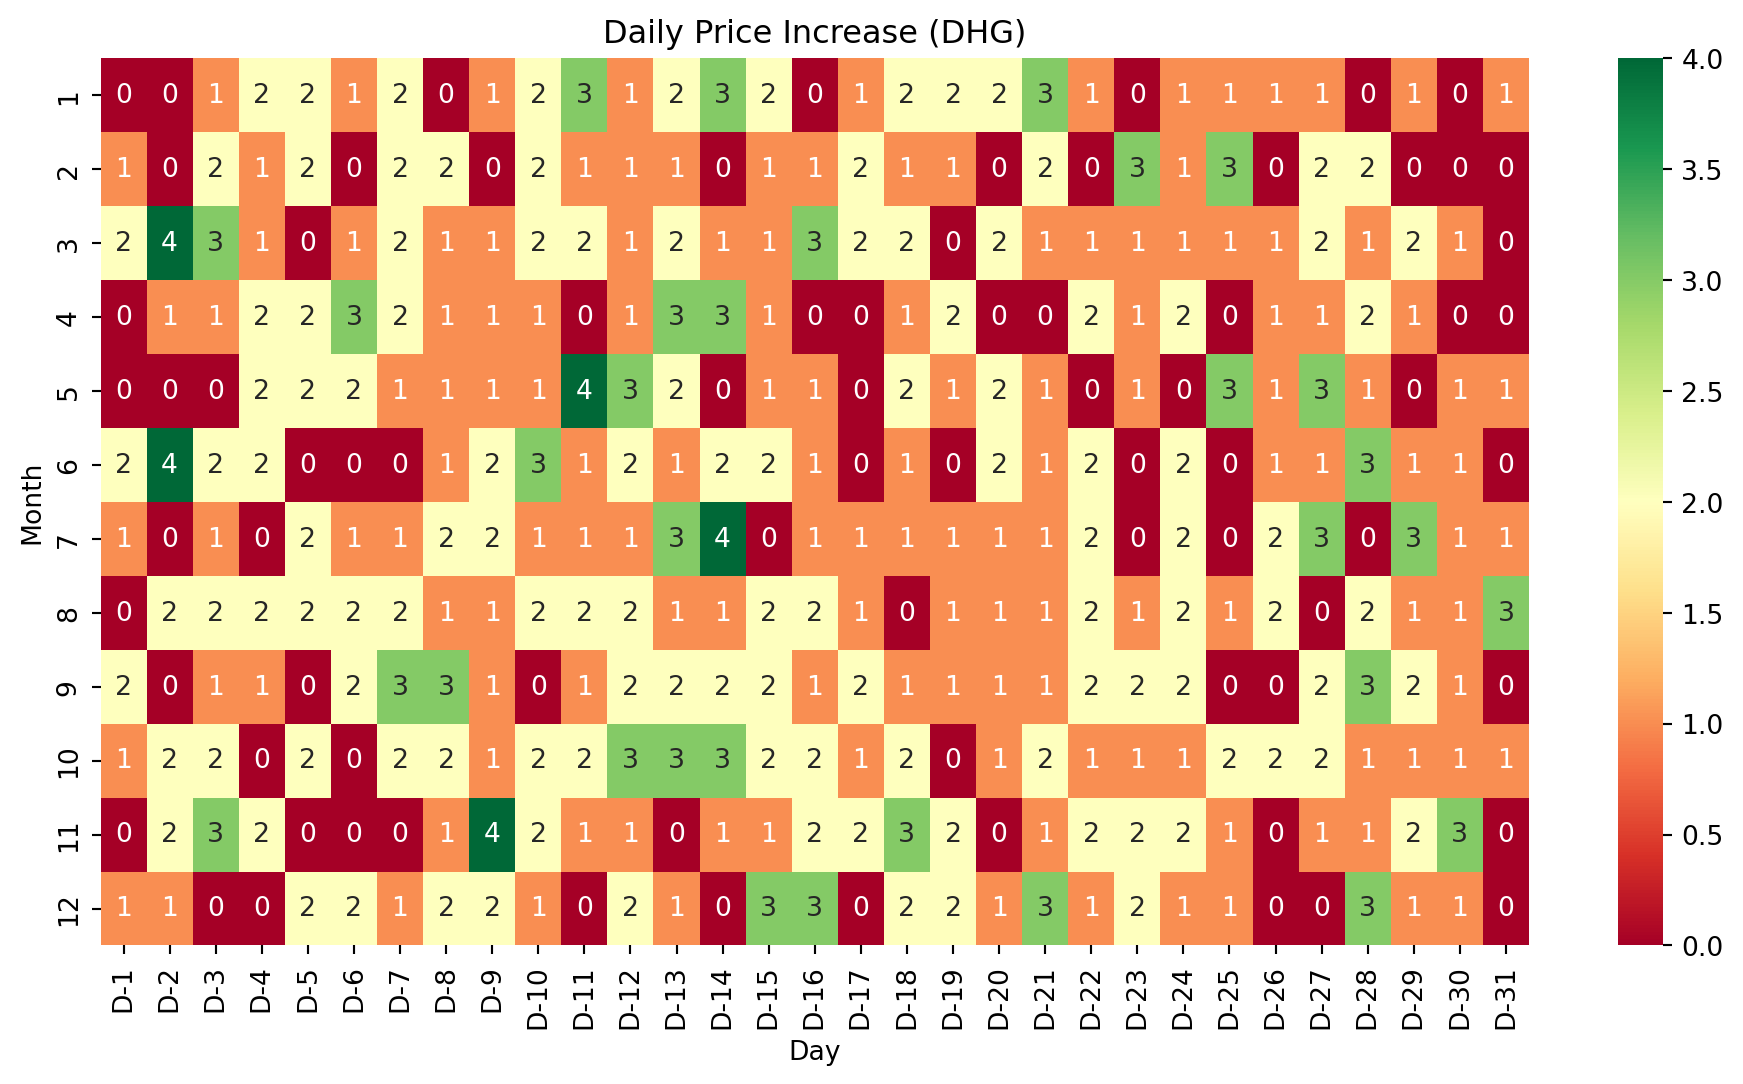 Daily Price Increase (DHG)
1 0 0 1 2 2 1 2 0 1 2 3 1 2 3 2 0 1 2 2 2 3 1 0 1 1 1 1 0 1 0 1
2 1 0 2 1 2 0 2 2 0 2 1 1 1 0 1 1 2 1 1 0 2 0 3 1 3 0 2 2 0 0 0
3 2 4 3 1 0 1 2 1 1 2 2 1 2 1 1 3 2 2 0 2 1 1 1 1 1 1 2 1 2 1 0
4 0 1 1 2 2 3 2 1 1 1 0 1 3 3 1 0 0 1 2 0 0 2 1 2 0 1 1 2 1 0 0
5 0 0 0 2 2 2 1 1 1 1 4 3 2 0 1 1 0 2 1 2 1 0 1 0 3 1 3 1 0 1 1
6 2 4 2 2 0 0 0 1 2 3 1 2 1 2 2 1 0 1 0 2 1 2 0 2 0 1 1 3 1 1 0
7 1 0 1 0 2 1 1 2 2 1 1 1 3 4 0 1 1 1 1 1 1 2 0 2 0 2 3 0 3 1 1
8 0 2 2 2 2 2 2 1 1 2 2 2 1 1 2 2 1 0 1 1 1 2 1 2 1 2 0 2 1 1 3
9 2 0 1 1 0 2 3 3 1 0 1 2 2 2 2 1 2 1 1 1 1 2 2 2 0 0 2 3 2 1 0
10 1 2 2 0 2 0 2 2 1 2 2 3 3 3 2 2 1 2 0 1 2 1 1 1 2 2 2 1 1 1 1
11 0 2 3 2 0 0 0 1 4 2 1 1 0 1 1 2 2 3 2 0 1 2 2 2 1 0 1 1 2 3 0
12 1 1 0 0 2 2 1 2 2 1 0 2 1 0 3 3 0 2 2 1 3 1 2 1 1 0 0 3 1 1 0
Month
D-1 D-2 D-3 D-4 D-5 D-6 D-7 D-8 D-9 D-10 D-11 D-12 D-13 D-14 D-15 D-16 D-17 D-18 D-19 D-20 D-21 D-22 D-23 D-24 D-25 D-26 D-27 D-28 D-29 D-30 D-31
Day
4.0
3.5
3.0
2.5
2.0
1.5
1.0
0.5
0.0